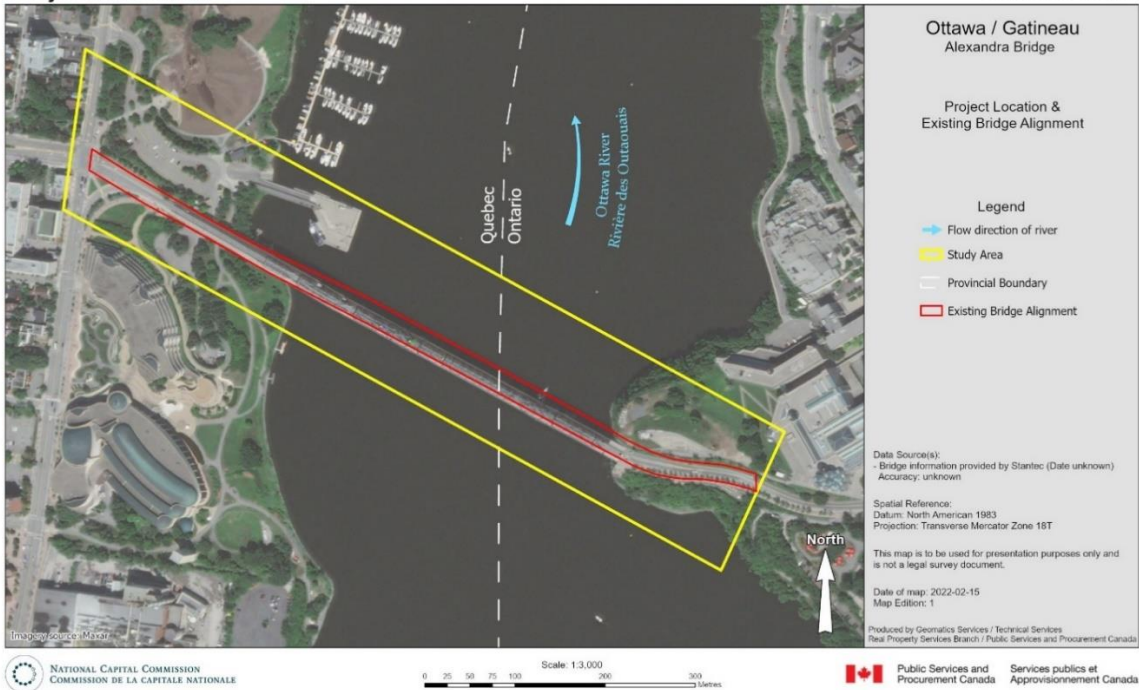 Ottawa / Gatineau
Alexandra Bridge
Project Location &
Existing Bridge Alignment
Quebec
Ontario
Ottawa River
Rivière des Outaouais
Legend
Flow direction of river
Study Area
Provincial Boundary
Existing Bridge Alignment
Data Source(s):
- Bridge information provided by Stantec (Date unknown)
Accuracy: unknown
Spatial Reference:
Datum: North American 1983
Projection: Transverse Mercator Zone 18T
This map is to be used for presentation purposes only and
is not a legal survey document.
Date of map: 2022-02-15
Map Edition: 1
Produced by Geomatics Services / Technical Services
Real Property Services Branch / Public Services and Procurement Canada
North
Imagery source: Maxar
NATIONAL CAPITAL COMMISSION
COMMISSION DE LA CAPITALE NATIONALE
Scale: 1:3,000
0 25 50 75 100 200 300
Metres
Public Services and
Procurement Canada
Services publics et
Approvisionnement Canada